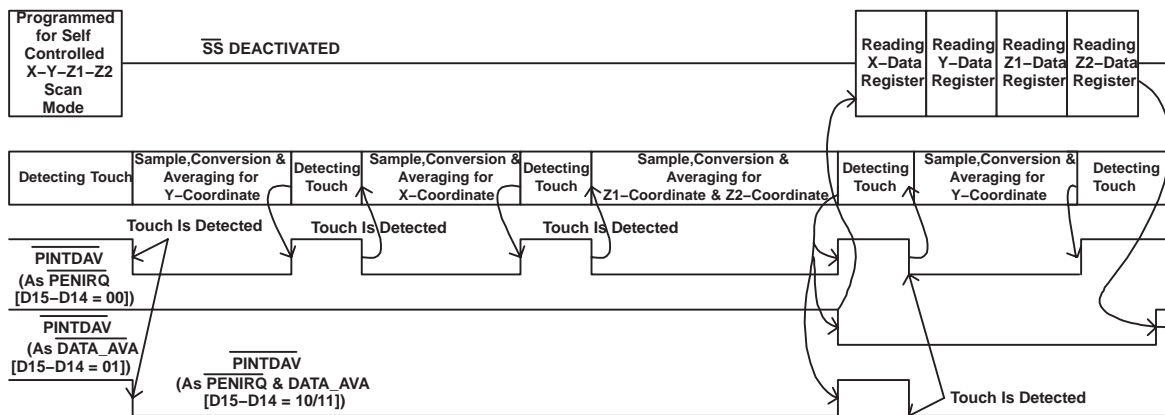 Programmed
for Self
Controlled
X−Y−Z1−Z2
Scan
Mode
SS DEACTIVATED
Reading
X−Data
Register
Reading
Y−Data
Register
Reading
Z1−Data
Register
Reading
Z2−Data
Register
Detecting Touch
Sample,Conversion &
Averaging for
Y−Coordinate
Detecting
Touch
Sample,Conversion &
Averaging for
X−Coordinate
Detecting
Touch
Sample,Conversion &
Averaging for
Z1−Coordinate & Z2−Coordinate
Detecting
Touch
Sample,Conversion &
Averaging for
Y−Coordinate
Detecting
Touch
Touch Is Detected
Touch Is Detected
Touch Is Detected
PINTDAV
(As PENIRQ
[D15−D14 = 00])
PINTDAV
(As DATA_AVA
[D15−D14 = 01])
PINTDAV
(As PENIRQ & DATA_AVA
[D15−D14 = 10/11])
Touch Is Detected